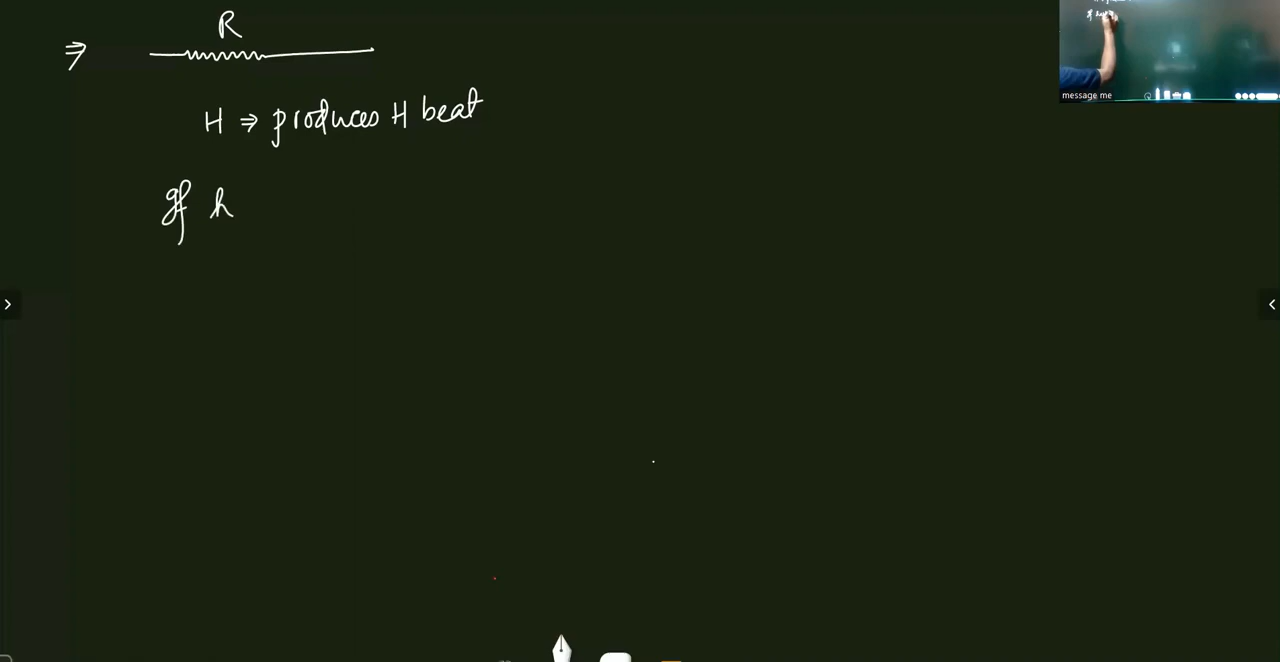 ⇒ R
H ⇒ produces H heat
If h
message me